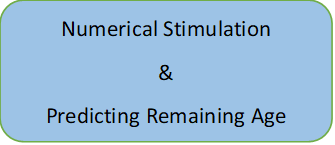 Numerical Stimulation
&
Predicting Remaining Age